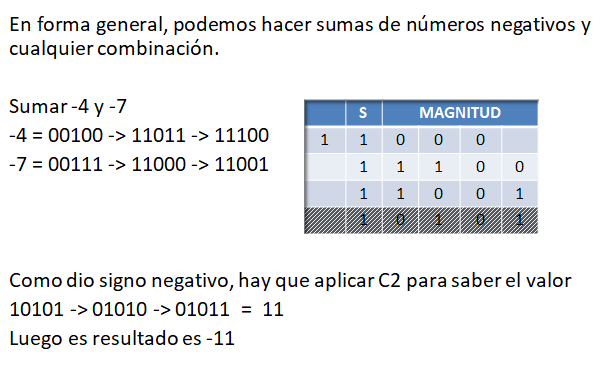 En forma general, podemos hacer sumas de números negativos y
cualquier combinación.
Sumar -4 y -7
-4 = 00100 -> 11011 -> 11100
-7 = 00111 -> 11000 -> 11001
S MAGNITUD
1 1 0 0 0
1 1 1 0 0
1 1 0 0 1
1 0 1 0 1
Como dio signo negativo, hay que aplicar C2 para saber el valor
10101 -> 01010 -> 01011 = 11
Luego es resultado es -11